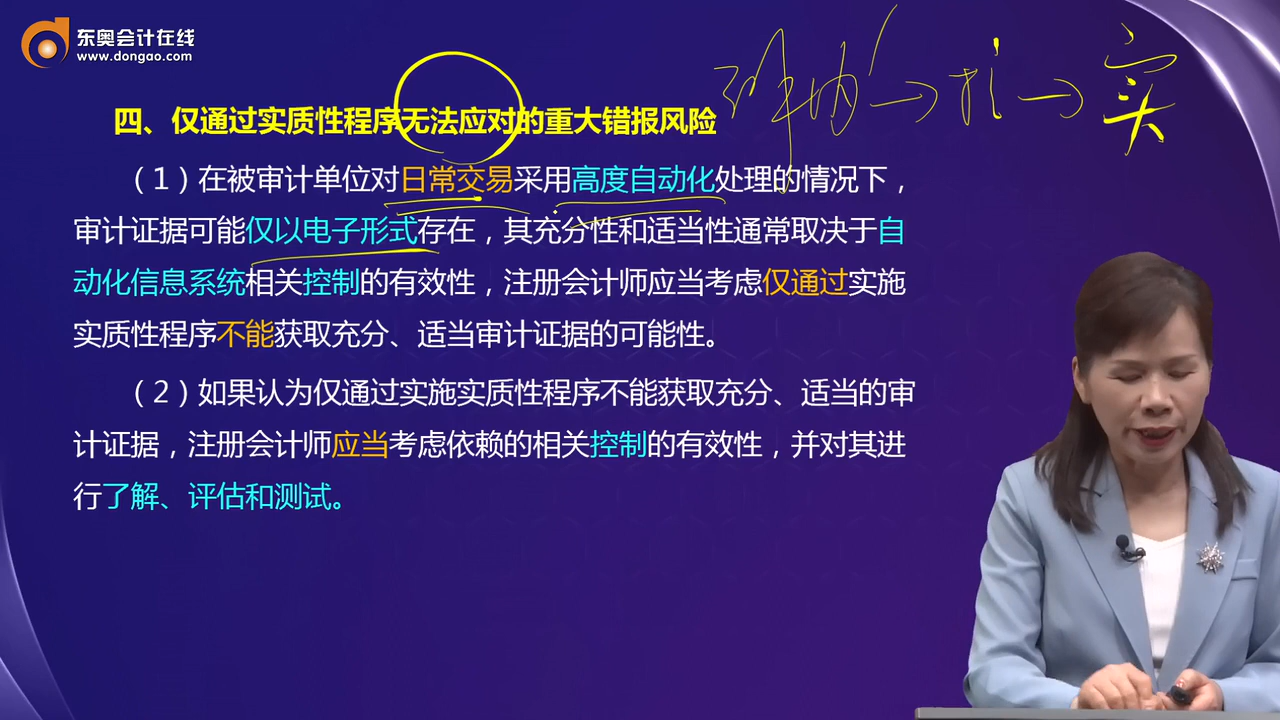 东奥会计在线
www.dongao.com
四、仅通过实质性程序无法应对的重大错报风险
（1）在被审计单位对日常交易采用高度自动化处理的情况下，
审计证据可能仅以电子形式存在，其充分性和适当性通常取决于自
动化信息系统相关控制的有效性，注册会计师应当考虑仅通过实施
实质性程序不能获取充分、适当审计证据的可能性。
（2）如果认为仅通过实施实质性程序不能获取充分、适当的审
计证据，注册会计师应当考虑依赖的相关控制的有效性，并对其进
行了解、评估和测试。